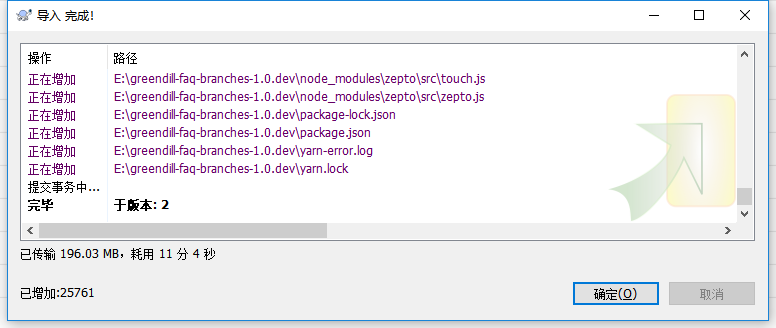 导入 完成!
操作 路径
正在增加 E:\greendill-faq-branches-1.0.dev\node_modules\zepto\src\touch.js
正在增加 E:\greendill-faq-branches-1.0.dev\node_modules\zepto\src\zepto.js
正在增加 E:\greendill-faq-branches-1.0.dev\package-lock.json
正在增加 E:\greendill-faq-branches-1.0.dev\package.json
正在增加 E:\greendill-faq-branches-1.0.dev\yarn-error.log
正在增加 E:\greendill-faq-branches-1.0.dev\yarn.lock
提交事务中...
完毕 于版本: 2
已传输 196.03 MB，耗用 11 分 4 秒
已增加:25761
确定(O) 取消